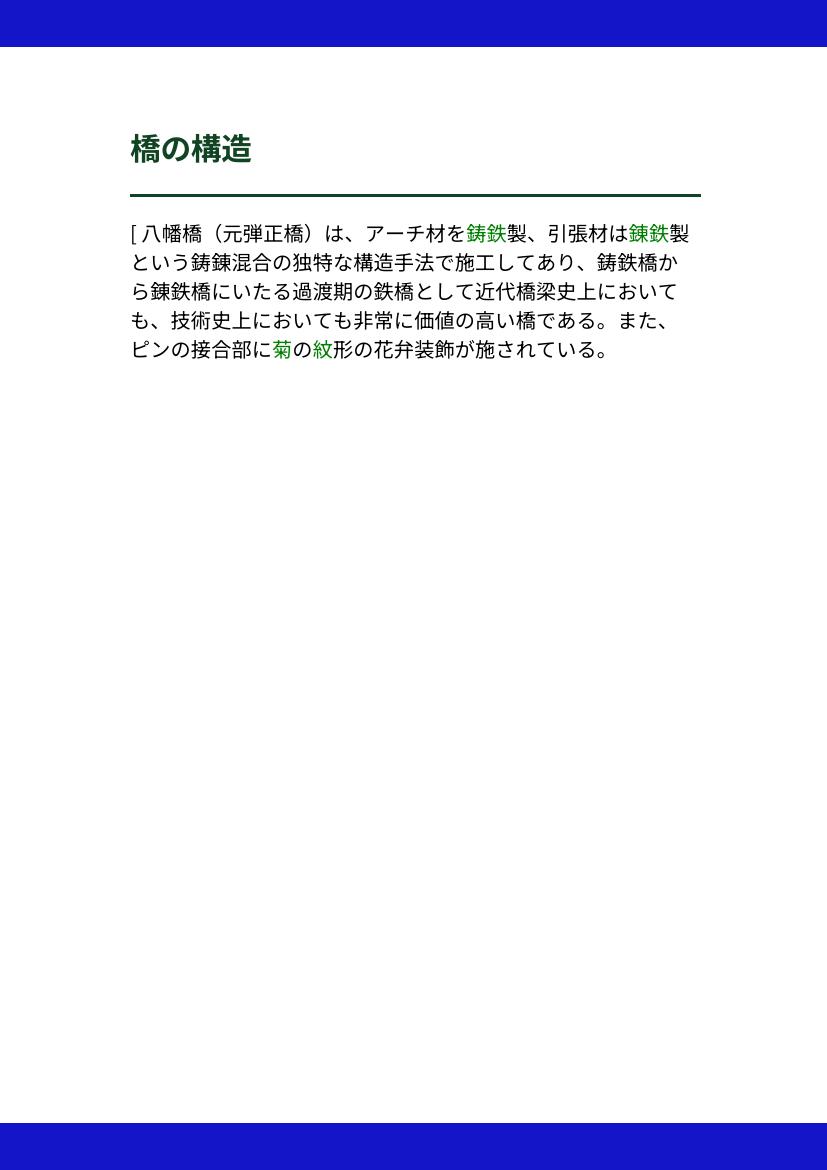 橋の構造
[ 八幡橋（元弾正橋）は、アーチ材を鋳鉄製、引張材は錬鉄製
という鋳錬混合の独特な構造手法で施工してあり、鋳鉄橋か
ら錬鉄橋にいたる過渡期の鉄橋として近代橋梁史上において
も、技術史上においても非常に価値の高い橋である。また、
ピンの接合部に菊の紋形の花弁装飾が施されている。